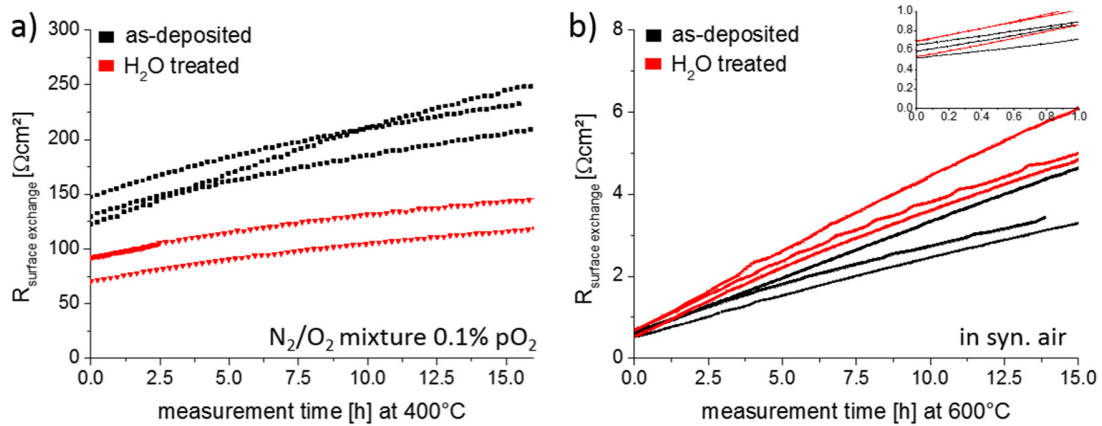 a)
300
250
200
150
100
50
0
R surface exchange [Ωcm²]
as-deposited
H₂O treated
N₂/O₂ mixture 0.1% pO₂
0.0 2.5 5.0 7.5 10.0 12.5 15.0
measurement time [h] at 400°C
b)
8
6
4
2
0
R surface exchange [Ωcm²]
as-deposited
H₂O treated
1.0
0.8
0.6
0.4
0.2
0.0
0.0 0.2 0.4 0.6 0.8 1.0
in syn. air
0.0 2.5 5.0 7.5 10.0 12.5 15.0
measurement time [h] at 600°C